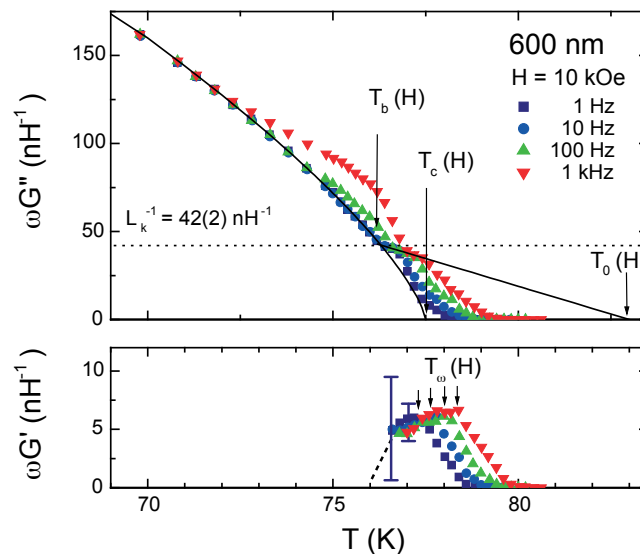 600 nm
H = 10 kOe
1 Hz
10 Hz
100 Hz
1 kHz
T_b (H)
T_c (H)
T_0 (H)
L_k^-1 = 42(2) nH^-1
ωG'' (nH^-1)
150
100
50
0
T_ω (H)
ωG' (nH^-1)
10
5
0
70
75
80
T (K)